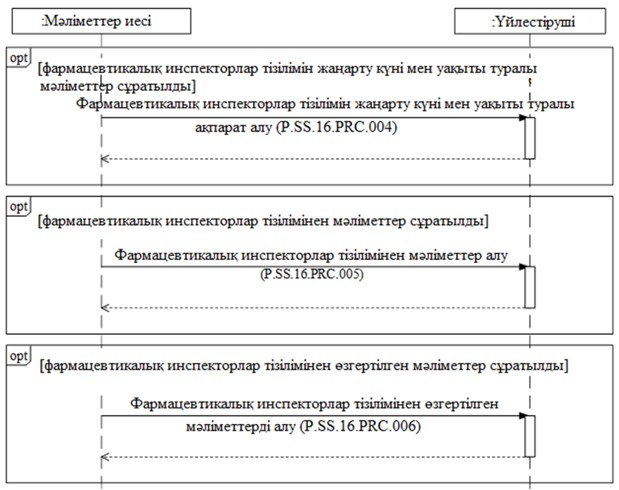 :Мәліметтер иесі
:Үйлестіруші
opt
[фармацевтикалық инспекторлар тізілімін жаңарту күні мен уақыты туралы
мәліметтер сұратылды]
Фармацевтикалық инспекторлар тізілімін жаңарту күні мен уақыты туралы
ақпарат алу (P.SS.16.PRC.004)
opt
[фармацевтикалық инспекторлар тізілімінен мәліметтер сұратылды]
Фармацевтикалық инспекторлар тізілімінен мәліметтер алу
(P.SS.16.PRC.005)
opt
[фармацевтикалық инспекторлар тізілімінен өзгертілген мәліметтер сұратылды]
Фармацевтикалық инспекторлар тізілімінен өзгертілген
мәліметтерді алу (P.SS.16.PRC.006)